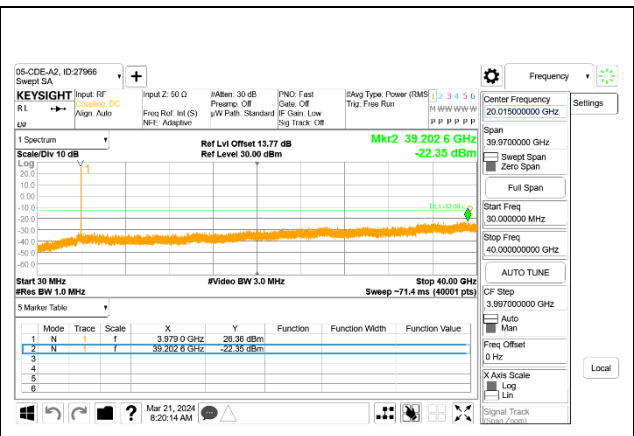 05-CDE-A2, ID:27966
Swept SA
Frequency
KEYSIGHT Input: RF Input Z: 50 Ω #Atten: 30 dB PNO: Fast #Avg Type: Power (RMS 1 2 3 4 5 6
RL Coupling: DC Preamp: Off Gate: Off Trig: Free Run M W W W W W
Align: Auto Freq Ref: Int (S) µW Path: Standard IF Gain: Low
NFE: Adaptive Sig Track: Off P P P P P P
1 Spectrum
Ref Lvl Offset 13.77 dB Mkr2 39.202 6 GHz
Scale/Div 10 dB Ref Level 30.00 dBm -22.35 dBm
Log
20.0
10.0
0.00
-10.0
-20.0
-30.0
-40.0
-50.0
-60.0
1
Start 30 MHz #Video BW 3.0 MHz Stop 40.00 GHz
#Res BW 1.0 MHz Sweep ~71.4 ms (40001 pts)
5 Marker Table
Mode Trace Scale X Y Function Function Width Function Value
1 N 1 f 3.979 0 GHz 26.36 dBm
2 N 1 f 39.202 6 GHz -22.35 dBm
3
4
5
6
Mar 21, 2024
8:20:14 AM
Center Frequency
20.015000000 GHz
Settings
Span
39.9700000 GHz
Swept Span
Zero Span
Full Span
Start Freq
30.000000 MHz
Stop Freq
40.000000000 GHz
AUTO TUNE
CF Step
3.997000000 GHz
Auto
Man
Freq Offset
0 Hz
X Axis Scale
Log
Lin
Local
Signal Track
(Span Zoom)